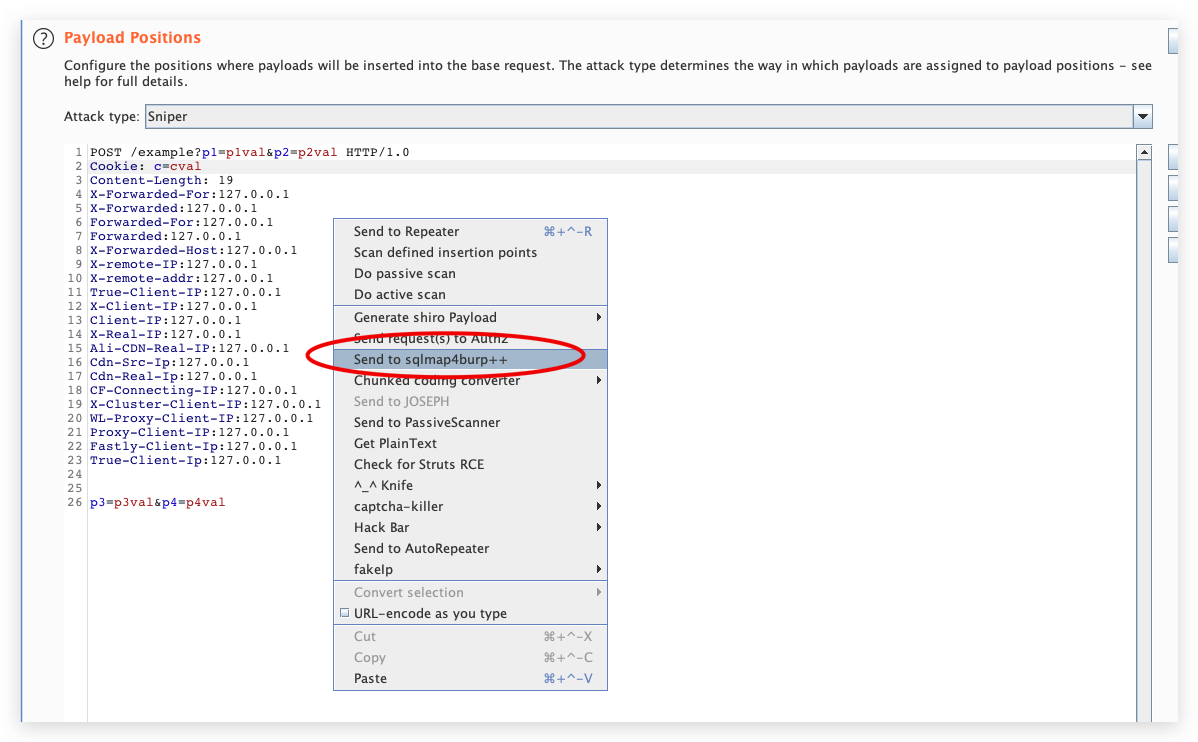 ?
Payload Positions
Configure the positions where payloads will be inserted into the base request. The attack type determines the way in which payloads are assigned to payload positions – see
help for full details.
Attack type: Sniper
1 POST /example?p1=p1val&p2=p2val HTTP/1.0
2 Cookie: c=cval
3 Content-Length: 19
4 X-Forwarded-For:127.0.0.1
5 X-Forwarded:127.0.0.1
6 Forwarded-For:127.0.0.1
7 Forwarded:127.0.0.1
8 X-Forwarded-Host:127.0.0.1
9 X-remote-IP:127.0.0.1
10 X-remote-addr:127.0.0.1
11 True-Client-IP:127.0.0.1
12 X-Client-IP:127.0.0.1
13 Client-IP:127.0.0.1
14 X-Real-IP:127.0.0.1
15 Ali-CDN-Real-IP:127.0.0.1
16 Cdn-Src-Ip:127.0.0.1
17 Cdn-Real-Ip:127.0.0.1
18 CF-Connecting-IP:127.0.0.1
19 X-Cluster-Client-IP:127.0.0.1
20 WL-Proxy-Client-IP:127.0.0.1
21 Proxy-Client-IP:127.0.0.1
22 Fastly-Client-Ip:127.0.0.1
23 True-Client-Ip:127.0.0.1
24
25
26 p3=p3val&p4=p4val
Send to Repeater ⌘+^-R
Scan defined insertion points
Do passive scan
Do active scan
Generate shiro Payload
Send request(s) to Authz
Send to sqlmap4burp++
Chunked coding converter
Send to JOSEPH
Send to PassiveScanner
Get PlainText
Check for Struts RCE
^_^ Knife
captcha-killer
Hack Bar
Send to AutoRepeater
fakeIp
Convert selection
URL-encode as you type
Cut ⌘+^-X
Copy ⌘+^-C
Paste ⌘+^-V